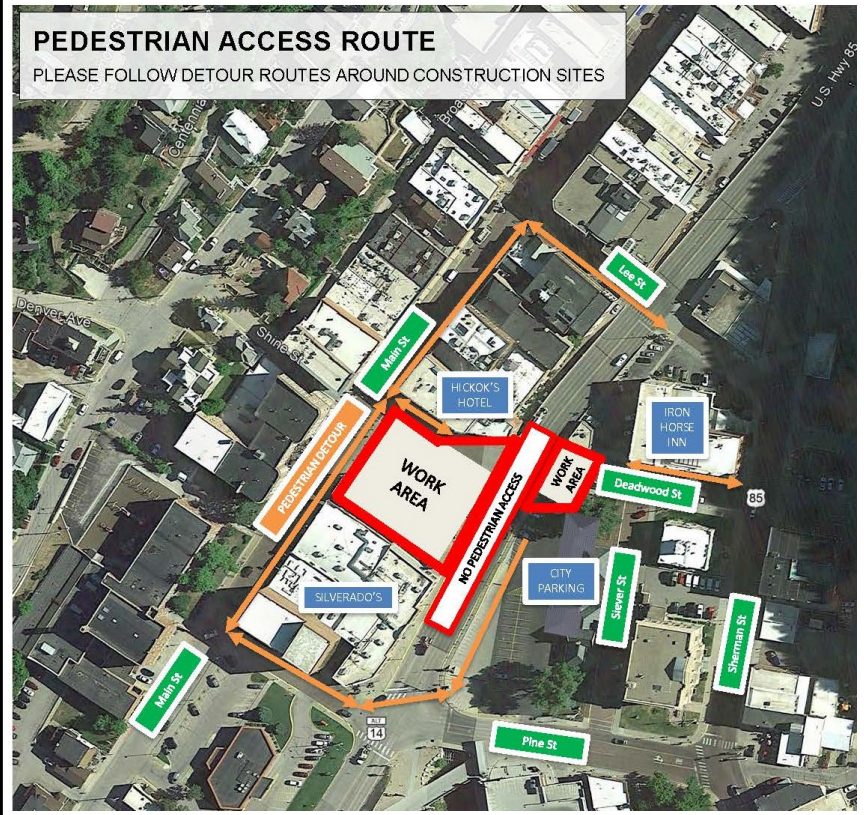 PEDESTRIAN ACCESS ROUTE
PLEASE FOLLOW DETOUR ROUTES AROUND CONSTRUCTION SITES
U.S. Hwy 85
Lee St
Denver Ave
Main St
HICKOK'S
HOTEL
IRON
HORSE
INN
PEDESTRIAN DETOUR
WORK
AREA
WORK
AREA
NO PEDESTRIAN ACCESS
Deadwood St
85
SILVERADO'S
CITY
PARKING
Siever St
Sherman St
Main St
ALT
14
Pine St